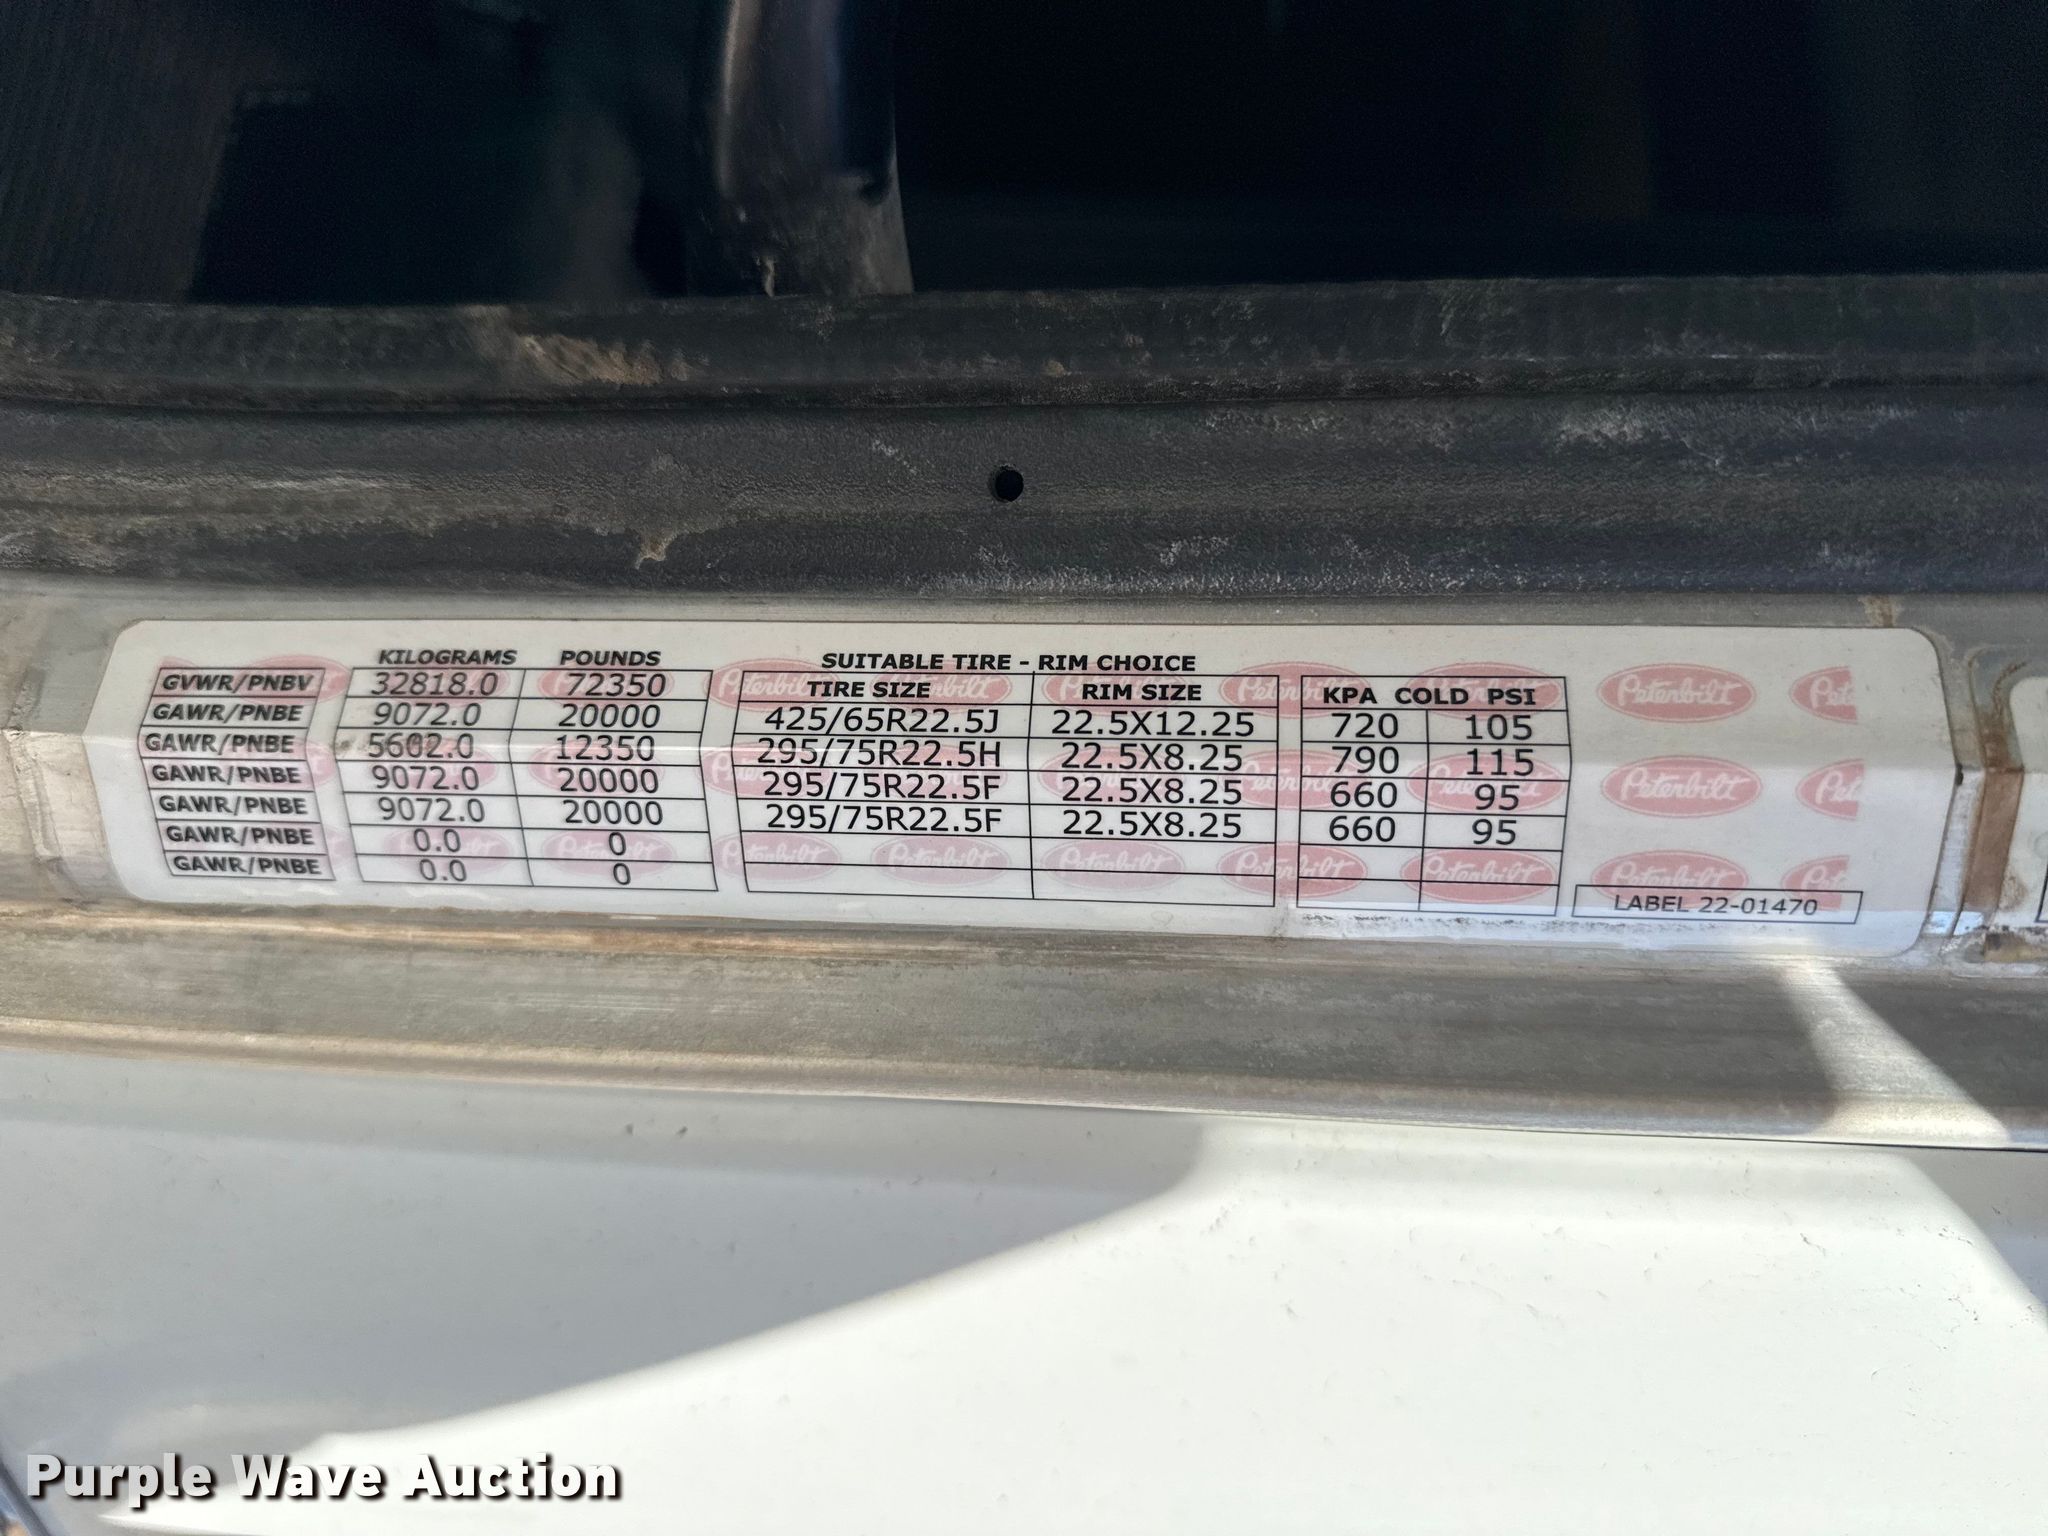 KILOGRAMS POUNDS SUITABLE TIRE - RIM CHOICE
GVWR/PNBV 32818.0 72350 TIRE SIZE RIM SIZE KPA COLD PSI
GAWR/PNBE 9072.0 20000 425/65R22.5J 22.5X12.25 720 105
GAWR/PNBE 5602.0 12350 295/75R22.5H 22.5X8.25 790 115
GAWR/PNBE 9072.0 20000 295/75R22.5F 22.5X8.25 660 95
GAWR/PNBE 9072.0 20000 295/75R22.5F 22.5X8.25 660 95
GAWR/PNBE 0.0 0
GAWR/PNBE 0.0 0
Peterbilt
Peterbilt
Peterbilt
LABEL 22-01470
Purple Wave Auction